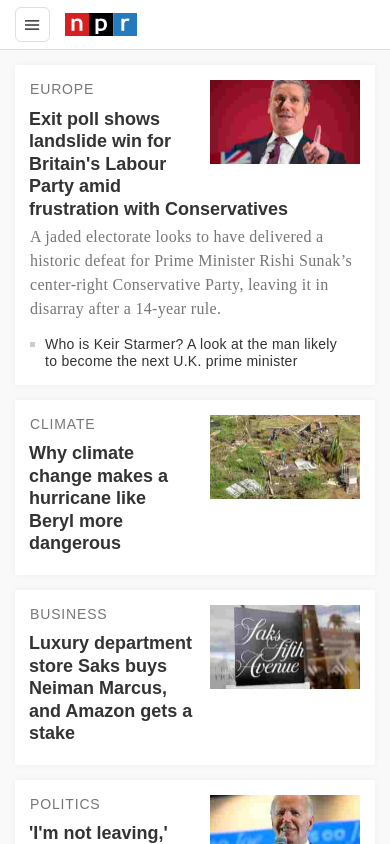 npr
EUROPE
Exit poll shows
landslide win for
Britain's Labour
Party amid
frustration with Conservatives
A jaded electorate looks to have delivered a
historic defeat for Prime Minister Rishi Sunak’s
center-right Conservative Party, leaving it in
disarray after a 14-year rule.
Who is Keir Starmer? A look at the man likely
to become the next U.K. prime minister
CLIMATE
Why climate
change makes a
hurricane like
Beryl more
dangerous
BUSINESS
Luxury department
store Saks buys
Neiman Marcus,
and Amazon gets a
stake
Saks
fifth
Avenue
POLITICS
'I'm not leaving,'